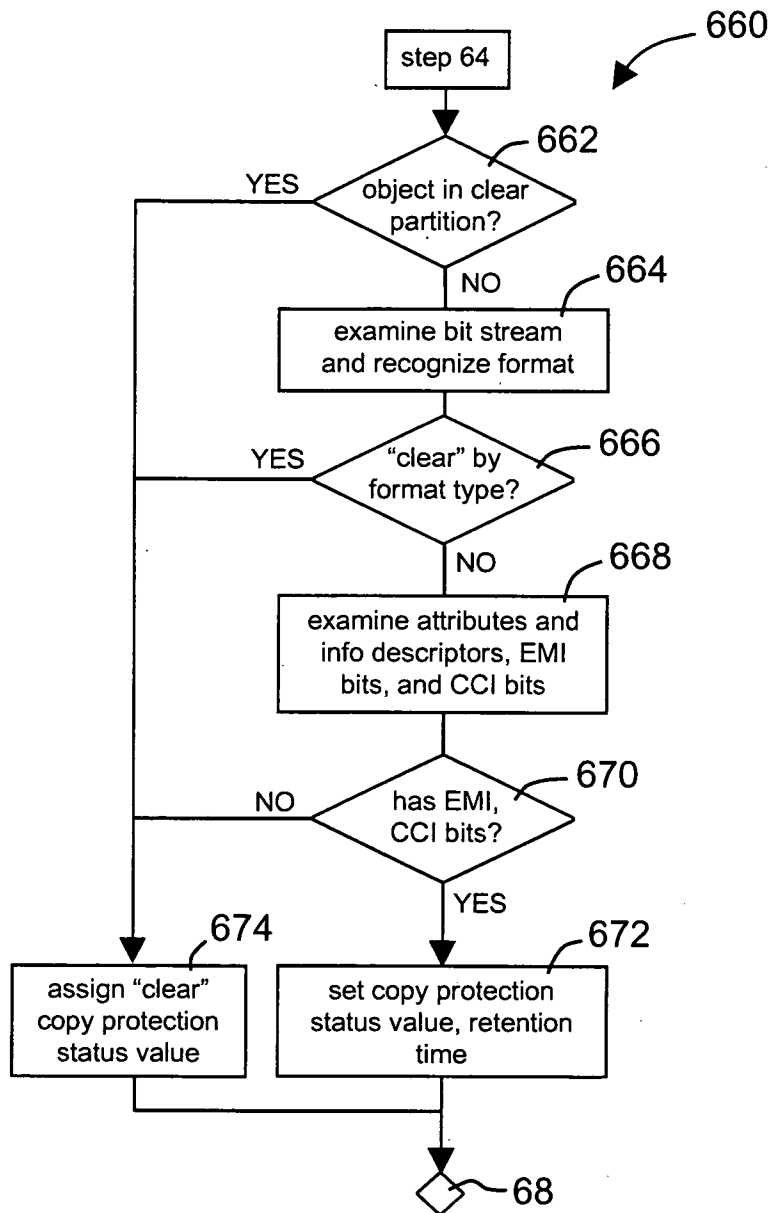 660
step 64
662
YES
object in clear
partition?
664
NO
examine bit stream
and recognize format
666
YES
“clear” by
format type?
668
NO
examine attributes and
info descriptors, EMI
bits, and CCI bits
670
NO
has EMI,
CCI bits?
YES
674
672
assign “clear”
copy protection
status value
set copy protection
status value, retention
time
68